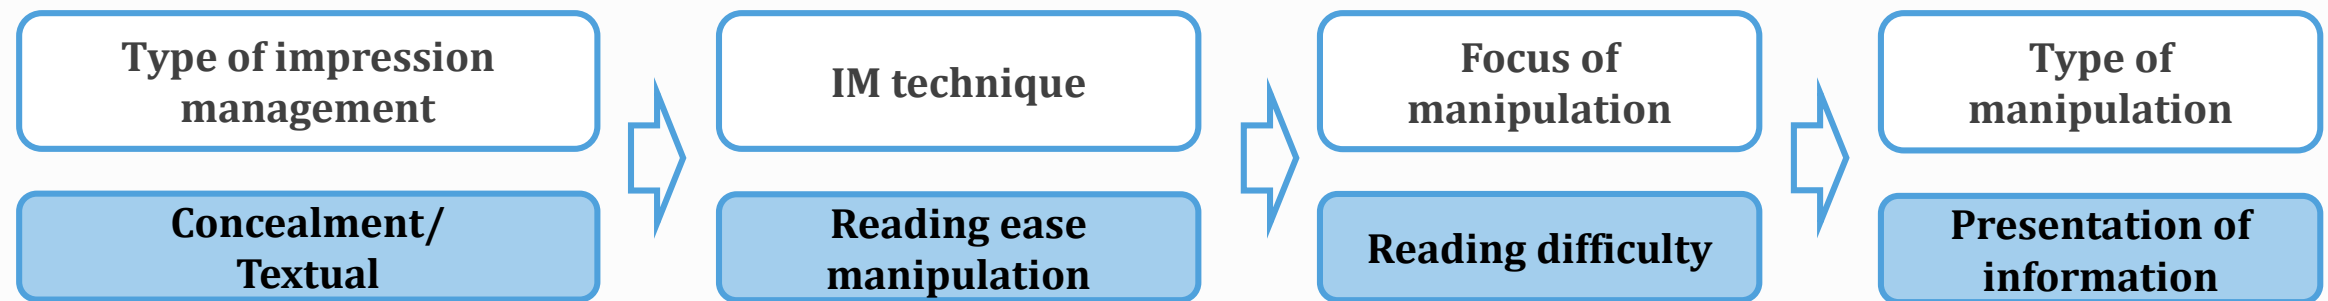 Type of impression
management
IM technique
Focus of
manipulation
Type of
manipulation
Concealment/
Textual
Reading ease
manipulation
Reading difficulty
Presentation of
information